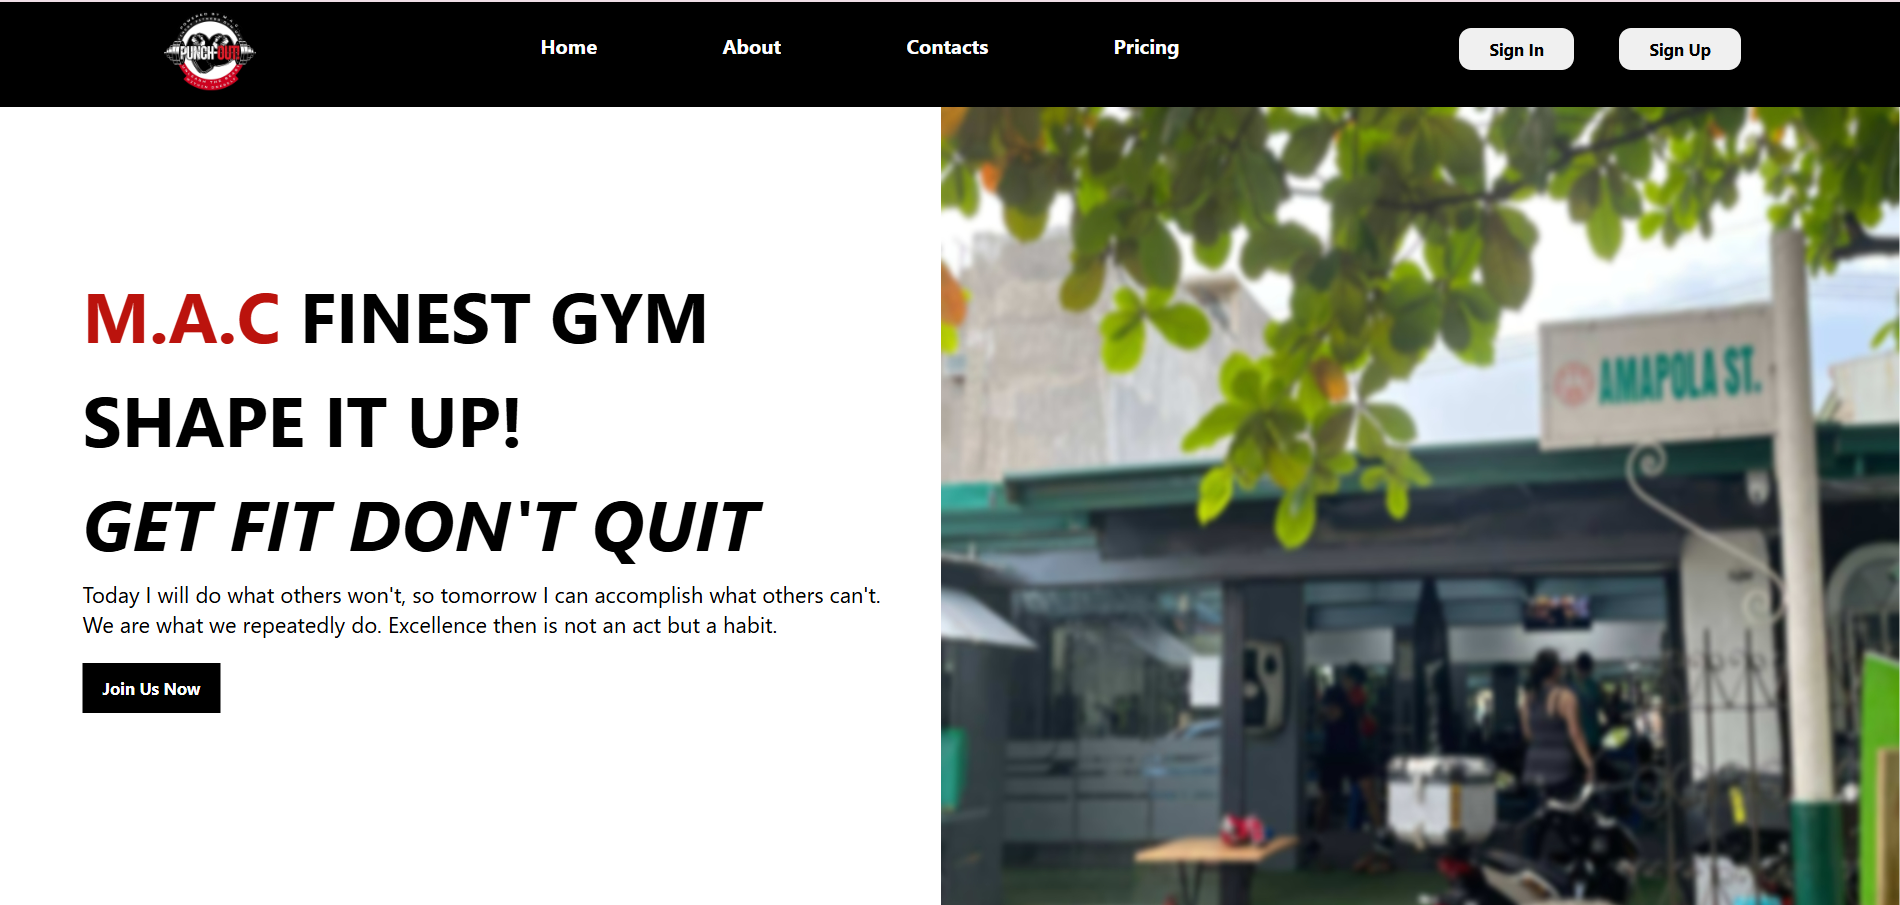 POWERED BY M.A.C
PUNCH-OUT!
Home
About
Contacts
Pricing
Sign In
Sign Up
M.A.C FINEST GYM
SHAPE IT UP!
GET FIT DON'T QUIT
Today I will do what others won't, so tomorrow I can accomplish what others can't.
We are what we repeatedly do. Excellence then is not an act but a habit.
Join Us Now
AMAPOLA ST.